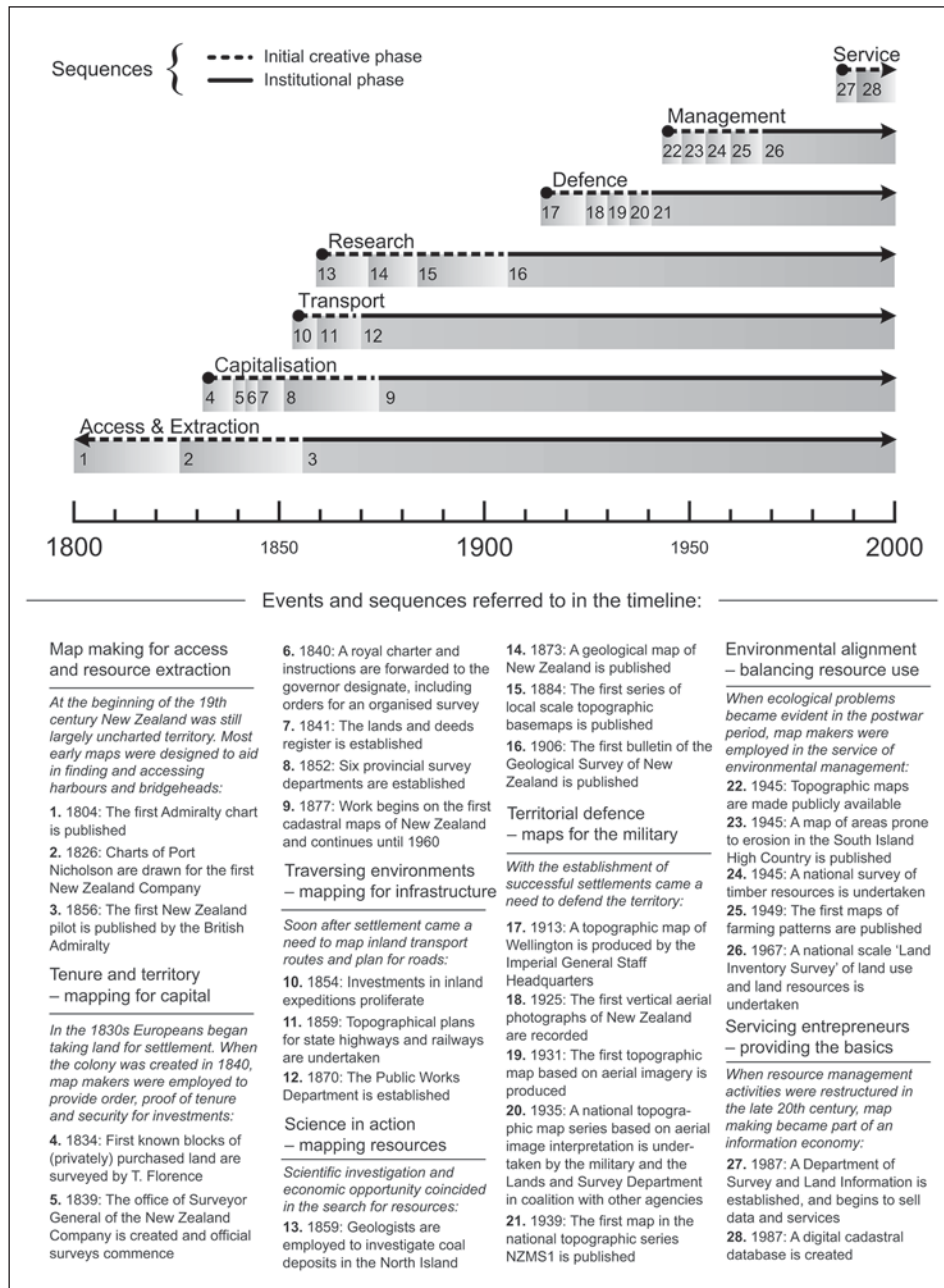 Sequences
Initial creative phase
Institutional phase
Service
27 28
Management
22 23 24 25 26
Defence
17 18 19 20 21
Research
13 14 15 16
Transport
10 11 12
Capitalisation
4 5 6 7 8 9
Access & Extraction
1 2 3
1800 1850 1900 1950 2000
Events and sequences referred to in the timeline:
Map making for access
and resource extraction
At the beginning of the 19th
century New Zealand was still
largely uncharted territory. Most
early maps were designed to aid
in finding and accessing
harbours and bridgeheads:
1. 1804: The first Admiralty chart
is published
2. 1826: Charts of Port
Nicholson are drawn for the first
New Zealand Company
3. 1856: The first New Zealand
pilot is published by the British
Admiralty
Tenure and territory
– mapping for capital
In the 1830s Europeans began
taking land for settlement. When
the colony was created in 1840,
map makers were employed to
provide order, proof of tenure
and security for investments:
4. 1834: First known blocks of
(privately) purchased land are
surveyed by T. Florence
5. 1839: The office of Surveyor
General of the New Zealand
Company is created and official
surveys commence
6. 1840: A royal charter and
instructions are forwarded to the
governor designate, including
orders for an organised survey
7. 1841: The lands and deeds
register is established
8. 1852: Six provincial survey
departments are established
9. 1877: Work begins on the first
cadastral maps of New Zealand
and continues until 1960
Traversing environments
– mapping for infrastructure
Soon after settlement came a
need to map inland transport
routes and plan for roads:
10. 1854: Investments in inland
expeditions proliferate
11. 1859: Topographical plans
for state highways and railways
are undertaken
12. 1870: The Public Works
Department is established
Science in action
– mapping resources
Scientific investigation and
economic opportunity coincided
in the search for resources:
13. 1859: Geologists are
employed to investigate coal
deposits in the North Island
14. 1873: A geological map of
New Zealand is published
15. 1884: The first series of
local scale topographic
basemaps is published
16. 1906: The first bulletin of the
Geological Survey of New
Zealand is published
Territorial defence
– maps for the military
With the establishment of
successful settlements came a
need to defend the territory:
17. 1913: A topographic map of
Wellington is produced by the
Imperial General Staff
Headquarters
18. 1925: The first vertical aerial
photographs of New Zealand
are recorded
19. 1931: The first topographic
map based on aerial imagery is
produced
20. 1935: A national topogra-
phic map series based on aerial
image interpretation is under-
taken by the military and the
Lands and Survey Department
in coalition with other agencies
21. 1939: The first map in the
national topographic series
NZMS1 is published
Environmental alignment
– balancing resource use
When ecological problems
became evident in the postwar
period, map makers were
employed in the service of
environmental management:
22. 1945: Topographic maps
are made publicly available
23. 1945: A map of areas prone
to erosion in the South Island
High Country is published
24. 1945: A national survey of
timber resources is undertaken
25. 1949: The first maps of
farming patterns are published
26. 1967: A national scale ‘Land
Inventory Survey’ of land use
and land resources is
undertaken
Servicing entrepreneurs
– providing the basics
When resource management
activities were restructured in
the late 20th century, map
making became part of an
information economy:
27. 1987: A Department of
Survey and Land Information is
established, and begins to sell
data and services
28. 1987: A digital cadastral
database is created